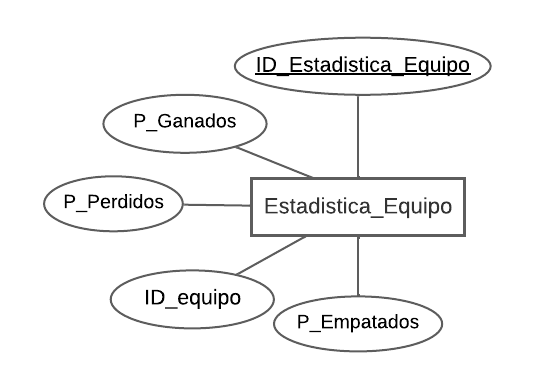 ID_Estadistica_Equipo
P_Ganados
P_Perdidos
Estadistica_Equipo
ID_equipo
P_Empatados